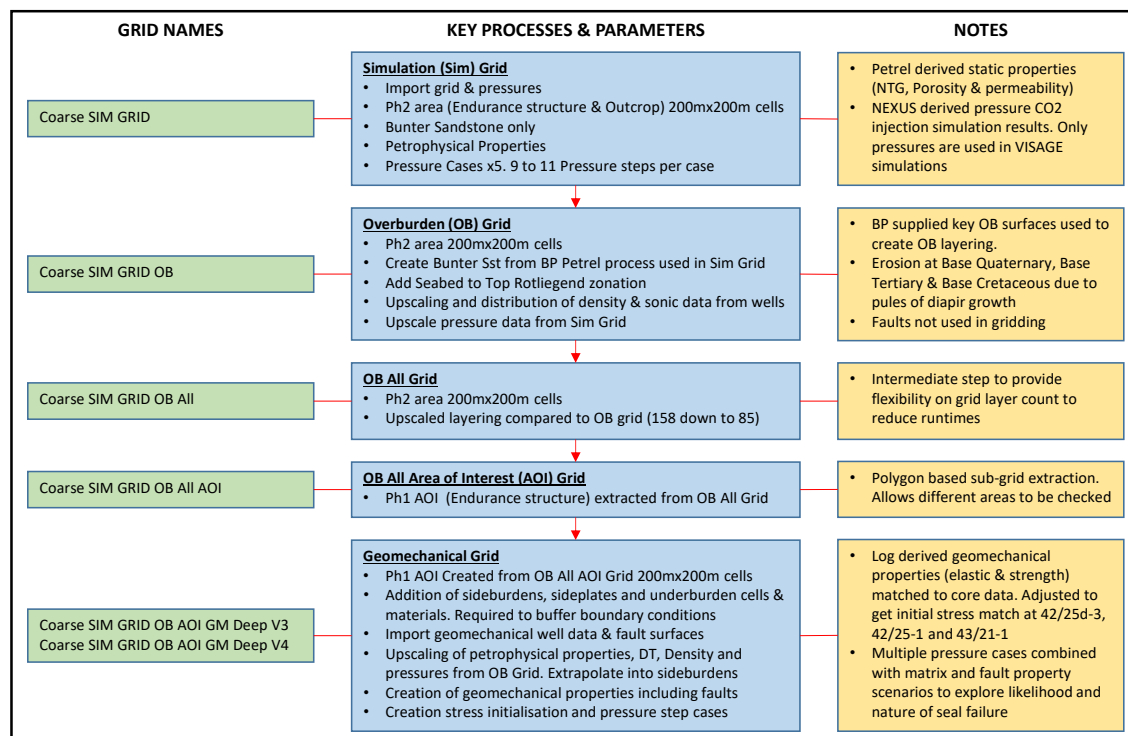 GRID NAMES
KEY PROCESSES & PARAMETERS
NOTES
Coarse SIM GRID
Simulation (Sim) Grid
• Import grid & pressures
• Ph2 area (Endurance structure & Outcrop) 200mx200m cells
• Bunter Sandstone only
• Petrophysical Properties
• Pressure Cases x5. 9 to 11 Pressure steps per case
• Petrel derived static properties
(NTG, Porosity & permeability)
• NEXUS derived pressure CO2
injection simulation results. Only
pressures are used in VISAGE
simulations
Coarse SIM GRID OB
Overburden (OB) Grid
• Ph2 area 200mx200m cells
• Create Bunter Sst from BP Petrel process used in Sim Grid
• Add Seabed to Top Rotliegend zonation
• Upscaling and distribution of density & sonic data from wells
• Upscale pressure data from Sim Grid
• BP supplied key OB surfaces used to
create OB layering.
• Erosion at Base Quaternary, Base
Tertiary & Base Cretaceous due to
pules of diapir growth
• Faults not used in gridding
Coarse SIM GRID OB All
OB All Grid
• Ph2 area 200mx200m cells
• Upscaled layering compared to OB grid (158 down to 85)
• Intermediate step to provide
flexibility on grid layer count to
reduce runtimes
Coarse SIM GRID OB All AOI
OB All Area of Interest (AOI) Grid
• Ph1 AOI (Endurance structure) extracted from OB All Grid
• Polygon based sub-grid extraction.
Allows different areas to be checked
Coarse SIM GRID OB AOI GM Deep V3
Coarse SIM GRID OB AOI GM Deep V4
Geomechanical Grid
• Ph1 AOI Created from OB All AOI Grid 200mx200m cells
• Addition of sideburdens, sideplates and underburden cells &
materials. Required to buffer boundary conditions
• Import geomechanical well data & fault surfaces
• Upscaling of petrophysical properties, DT, Density and
pressures from OB Grid. Extrapolate into sideburdens
• Creation of geomechanical properties including faults
• Creation stress initialisation and pressure step cases
• Log derived geomechanical
properties (elastic & strength)
matched to core data. Adjusted to
get initial stress match at 42/25d-3,
42/25-1 and 43/21-1
• Multiple pressure cases combined
with matrix and fault property
scenarios to explore likelihood and
nature of seal failure